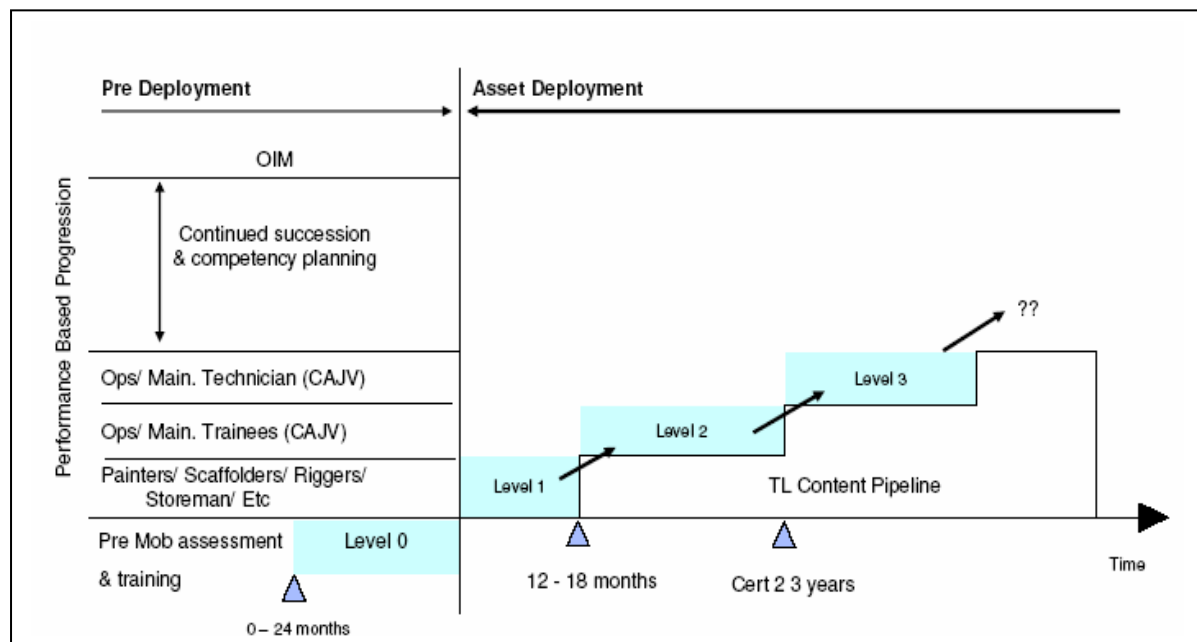 Pre Deployment
Asset Deployment
OIM
Performance Based Progression
Continued succession
& competency planning
??
Ops/ Main. Technician (CAJV)
Level 3
Ops/ Main. Trainees (CAJV)
Level 2
Painters/ Scaffolders/ Riggers/
Storeman/ Etc
Level 1
TL Content Pipeline
Pre Mob assessment
& training
Level 0
Time
12 - 18 months
Cert 2 3 years
0 – 24 months